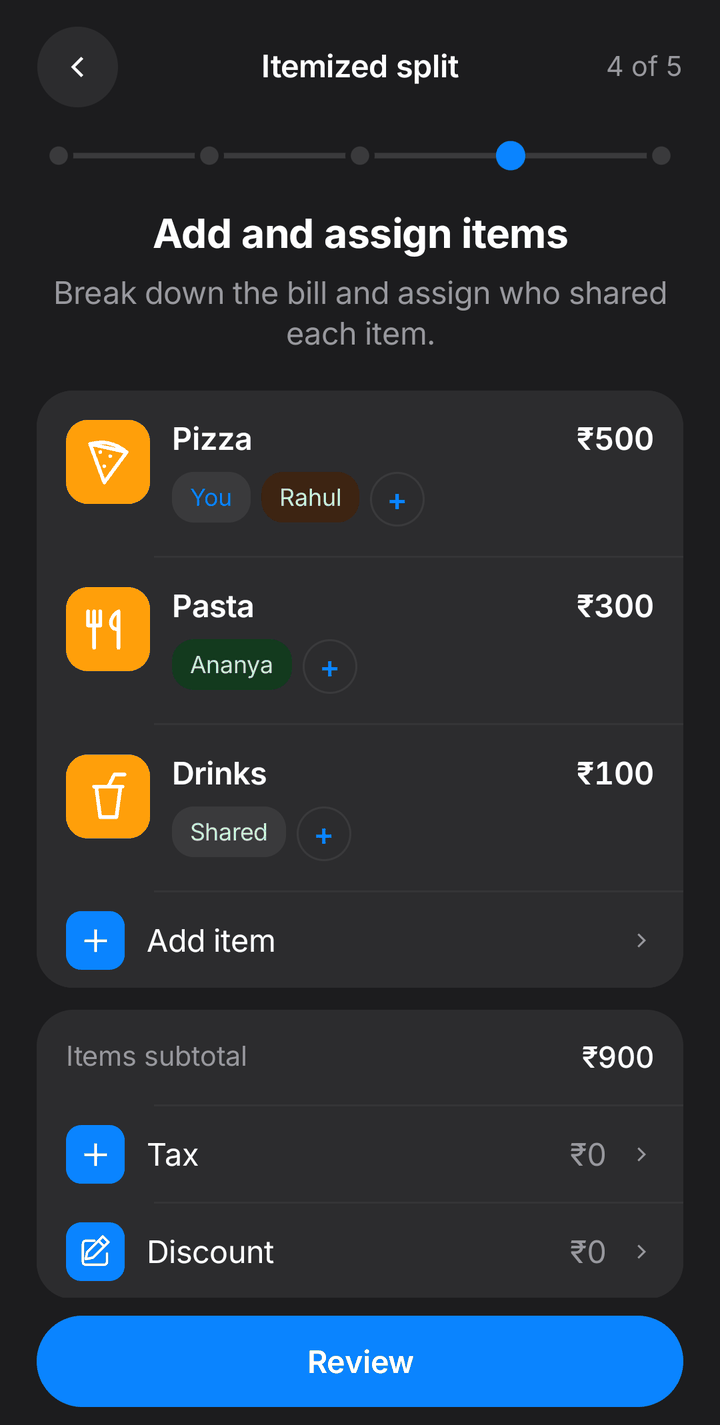 Itemized split
4 of 5
Add and assign items
Break down the bill and assign who shared
each item.
Pizza ₹500
You Rahul +
Pasta ₹300
Ananya +
Drinks ₹100
Shared +
Add item
Items subtotal ₹900
Tax ₹0
Discount ₹0
Review